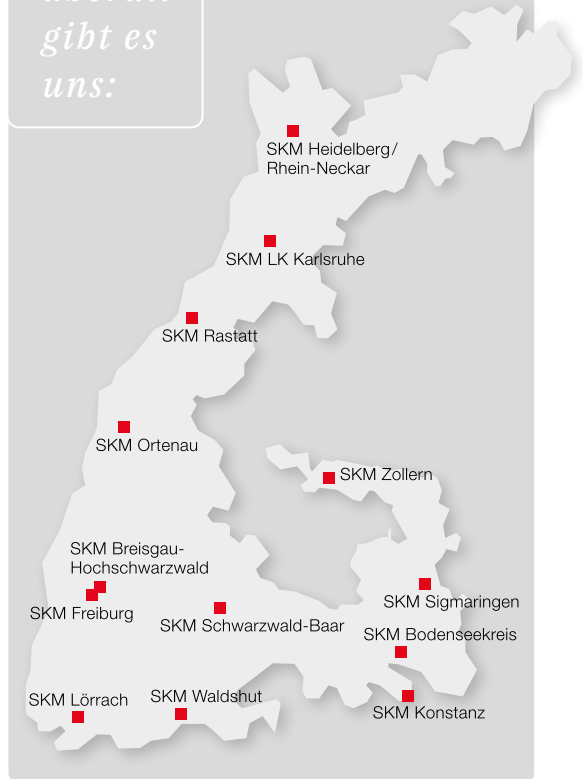 gibt es
uns:
SKM Heidelberg/
Rhein-Neckar
SKM LK Karlsruhe
SKM Rastatt
SKM Ortenau
SKM Zollern
SKM Breisgau-
Hochschwarzwald
SKM Freiburg
SKM Schwarzwald-Baar
SKM Sigmaringen
SKM Bodenseekreis
SKM Lörrach
SKM Waldshut
SKM Konstanz